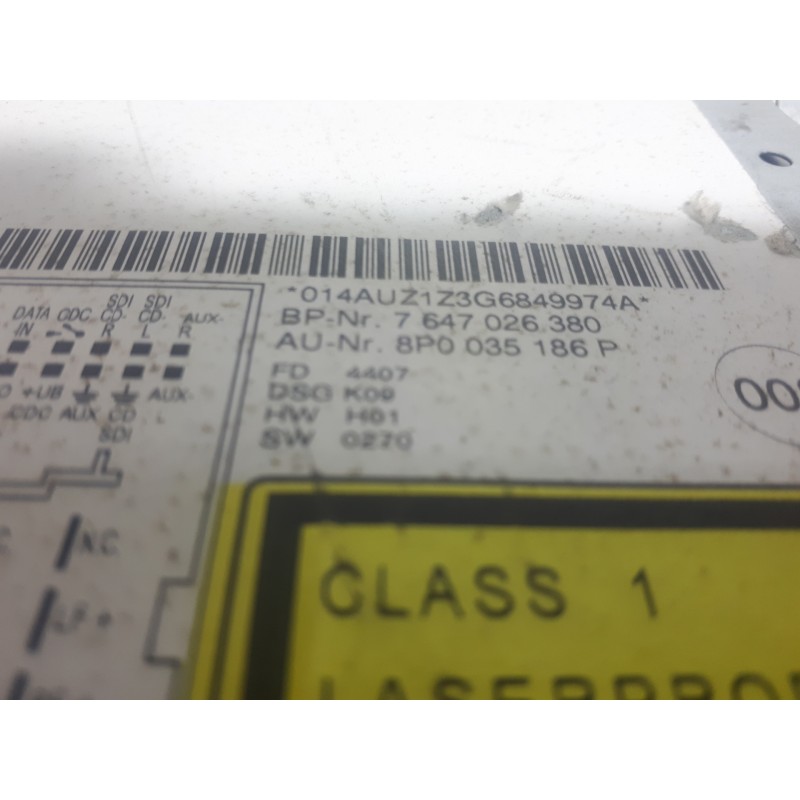 *014AUZ1Z3G6849974A*
BP-Nr. 7 647 026 380
AU-Nr. 8P0 035 186 P
FD 4407
DSG K09
HW H01
SW 0270
SDI SDI
DATA CDC CD- CD- AUX-
IN R L R
+UB AUX-
CDC AUX CD L
SDI
N.C.
CLASS 1